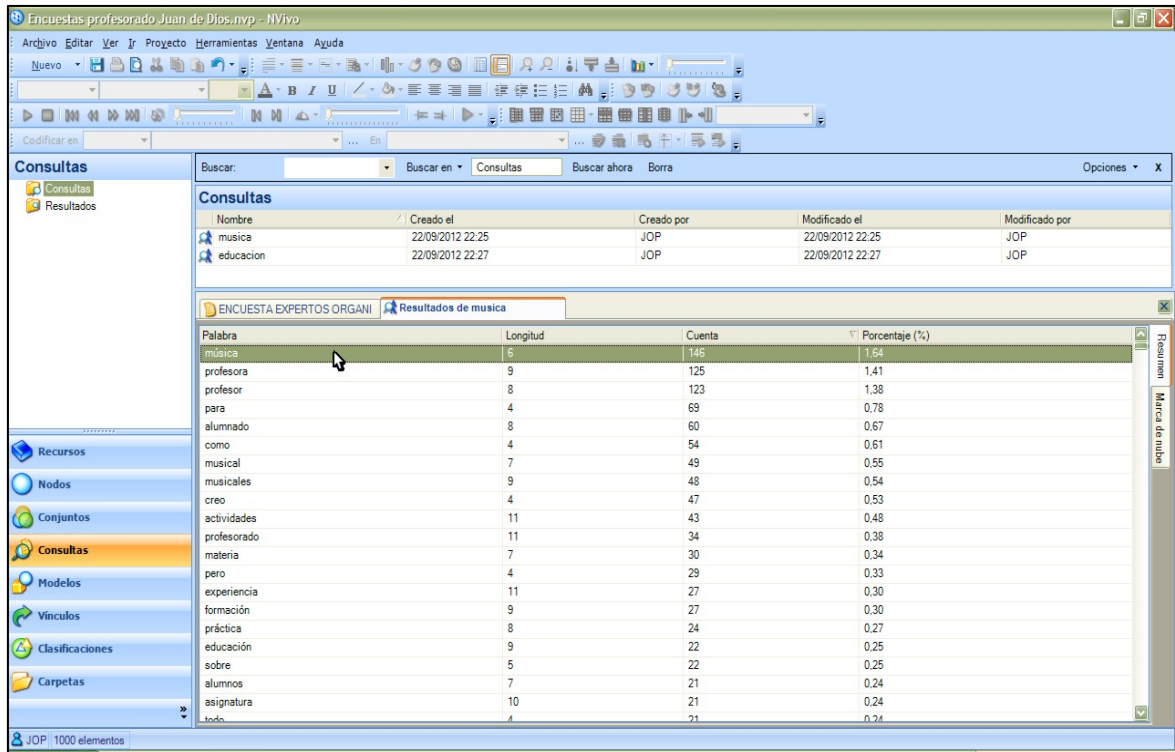 Encuestas profesorado Juan de Dios.nvp - NVivo
Archivo Editar Ver Ir Proyecto Herramientas Ventana Ayuda
Nuevo
A B I U
Codificar en ... En ...
Consultas
Consultas
Resultados
Buscar: Buscar en Consultas Buscar ahora Borra Opciones X
Consultas
Nombre Creado el Creado por Modificado el Modificado por
musica 22/09/2012 22:25 JOP 22/09/2012 22:25 JOP
educacion 22/09/2012 22:27 JOP 22/09/2012 22:27 JOP
ENCUESTA EXPERTOS ORGANI Resultados de musica
Palabra Longitud Cuenta Porcentaje (%)
música 6 146 1,64
profesora 9 125 1,41
profesor 8 123 1,38
para 4 69 0,78
alumnado 8 60 0,67
como 4 54 0,61
musical 7 49 0,55
musicales 9 48 0,54
creo 4 47 0,53
actividades 11 43 0,48
profesorado 11 34 0,38
materia 7 30 0,34
pero 4 29 0,33
experiencia 11 27 0,30
formación 9 27 0,30
práctica 8 24 0,27
educación 9 22 0,25
sobre 5 22 0,25
alumnos 7 21 0,24
asignatura 10 21 0,24
todo 4 21 0,24
Resumen
Marca de nube
Recursos
Nodos
Conjuntos
Consultas
Modelos
Vínculos
Clasificaciones
Carpetas
»
JOP 1000 elementos